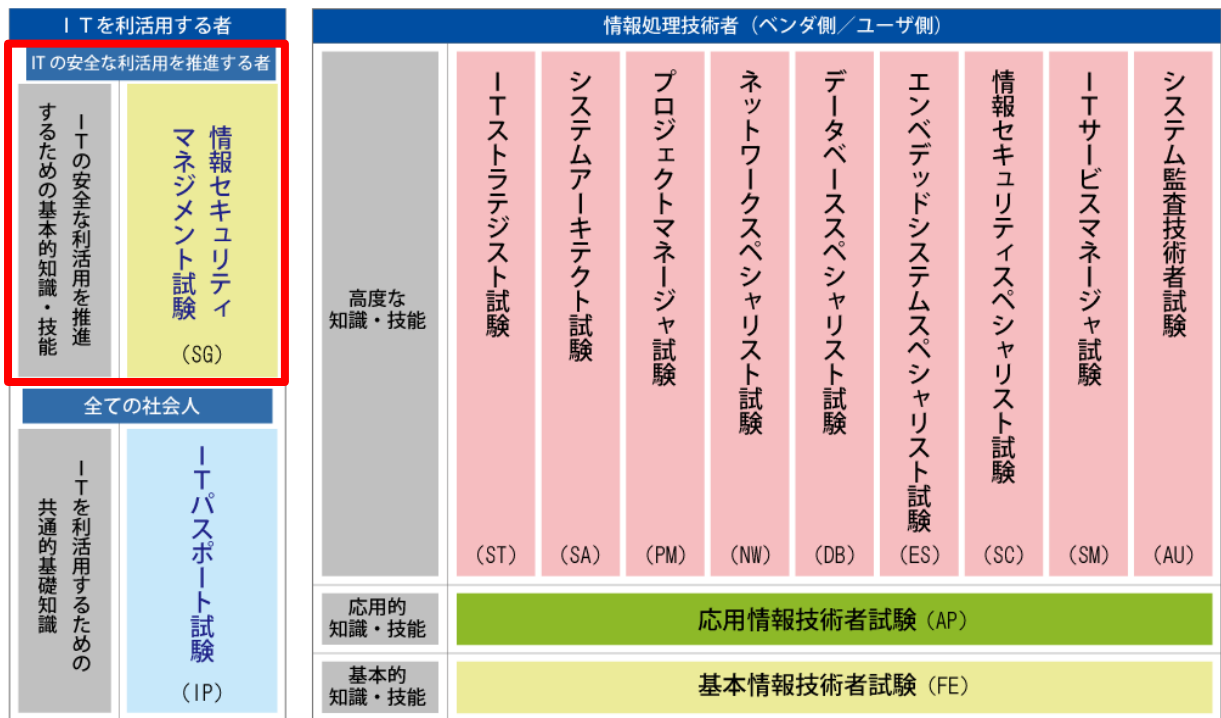 ＩＴを利活用する者
ITの安全な利活用を推進する者
ＩＴの安全な利活用を推進
するための基本的知識・技能
情報セキュリティ
マネジメント試験
(SG)
全ての社会人
ＩＴを利活用するための
共通的基礎知識
ＩＴパスポート試験
(IP)
情報処理技術者（ベンダ側／ユーザ側）
高度な
知識・技能
ＩＴストラテジスト試験
(ST)
システムアーキテクト試験
(SA)
プロジェクトマネージャ試験
(PM)
ネットワークスペシャリスト試験
(NW)
データベーススペシャリスト試験
(DB)
エンベデッドシステムスペシャリスト試験
(ES)
情報セキュリティスペシャリスト試験
(SC)
ＩＴサービスマネージャ試験
(SM)
システム監査技術者試験
(AU)
応用的
知識・技能
応用情報技術者試験(AP)
基本的
知識・技能
基本情報技術者試験(FE)